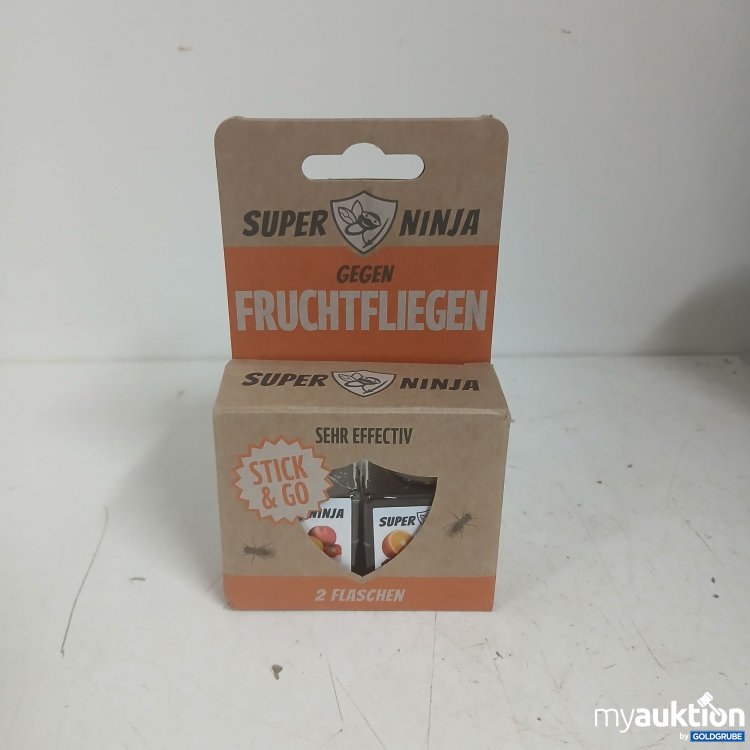 SUPER NINJA
GEGEN
FRUCHTFLIEGEN
SUPER NINJA
SEHR EFFECTIV
STICK
& GO
NINJA
SUPER
2 FLASCHEN
myauktion
by GOLDGRUBE